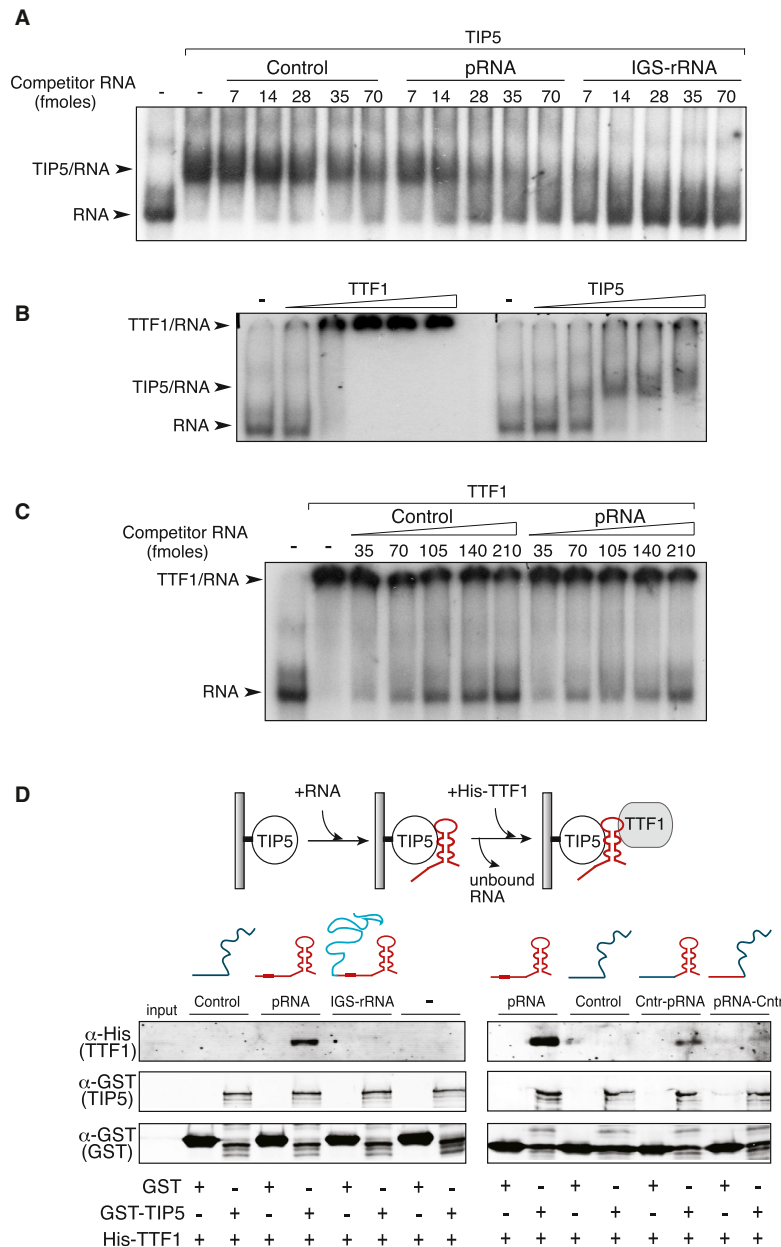 A
TIP5
Competitor RNA (fmoles)
Control pRNA IGS-rRNA
- - 7 14 28 35 70 7 14 28 35 70 7 14 28 35 70
TIP5/RNA
RNA
B
- TTF1 - TIP5
TTF1/RNA
TIP5/RNA
RNA
C
TTF1
Competitor RNA (fmoles)
Control pRNA
- - 35 70 105 140 210 35 70 105 140 210
TTF1/RNA
RNA
D
+RNA +His-TTF1
TIP5 TIP5 TIP5 TTF1
unbound RNA
input Control pRNA IGS-rRNA - pRNA Control Cntr-pRNA pRNA-Cntr
α-His (TTF1)
α-GST (TIP5)
α-GST (GST)
GST + - + - + - + - + - + - + - + -
GST-TIP5 - + - + - + - + - + - + - + - +
His-TTF1 + + + + + + + + + + + + + + + +